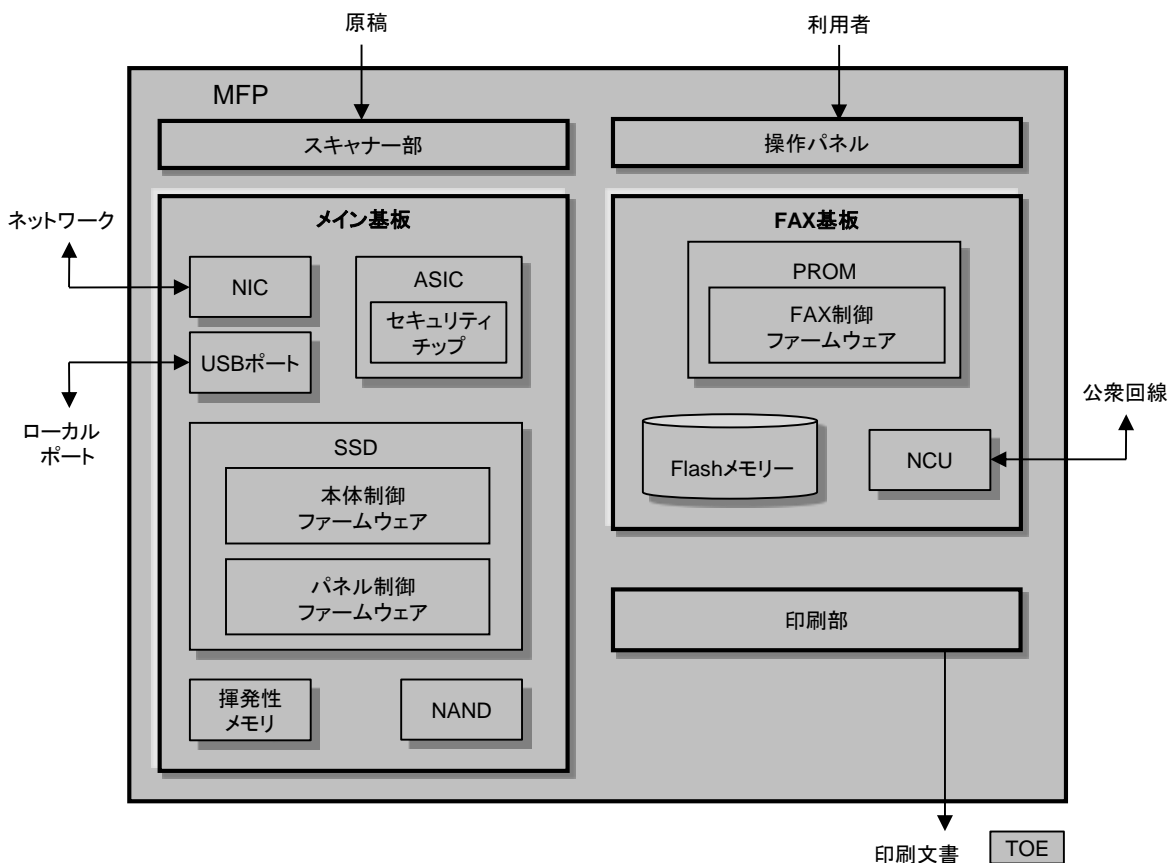 原稿
利用者
MFP
スキャナー部
操作パネル
ネットワーク
メイン基板
NIC
ASIC
セキュリティ
チップ
USBポート
ローカル
ポート
SSD
本体制御
ファームウェア
パネル制御
ファームウェア
揮発性
メモリ
NAND
FAX基板
PROM
FAX制御
ファームウェア
Flashメモリー
NCU
公衆回線
印刷部
印刷文書
TOE